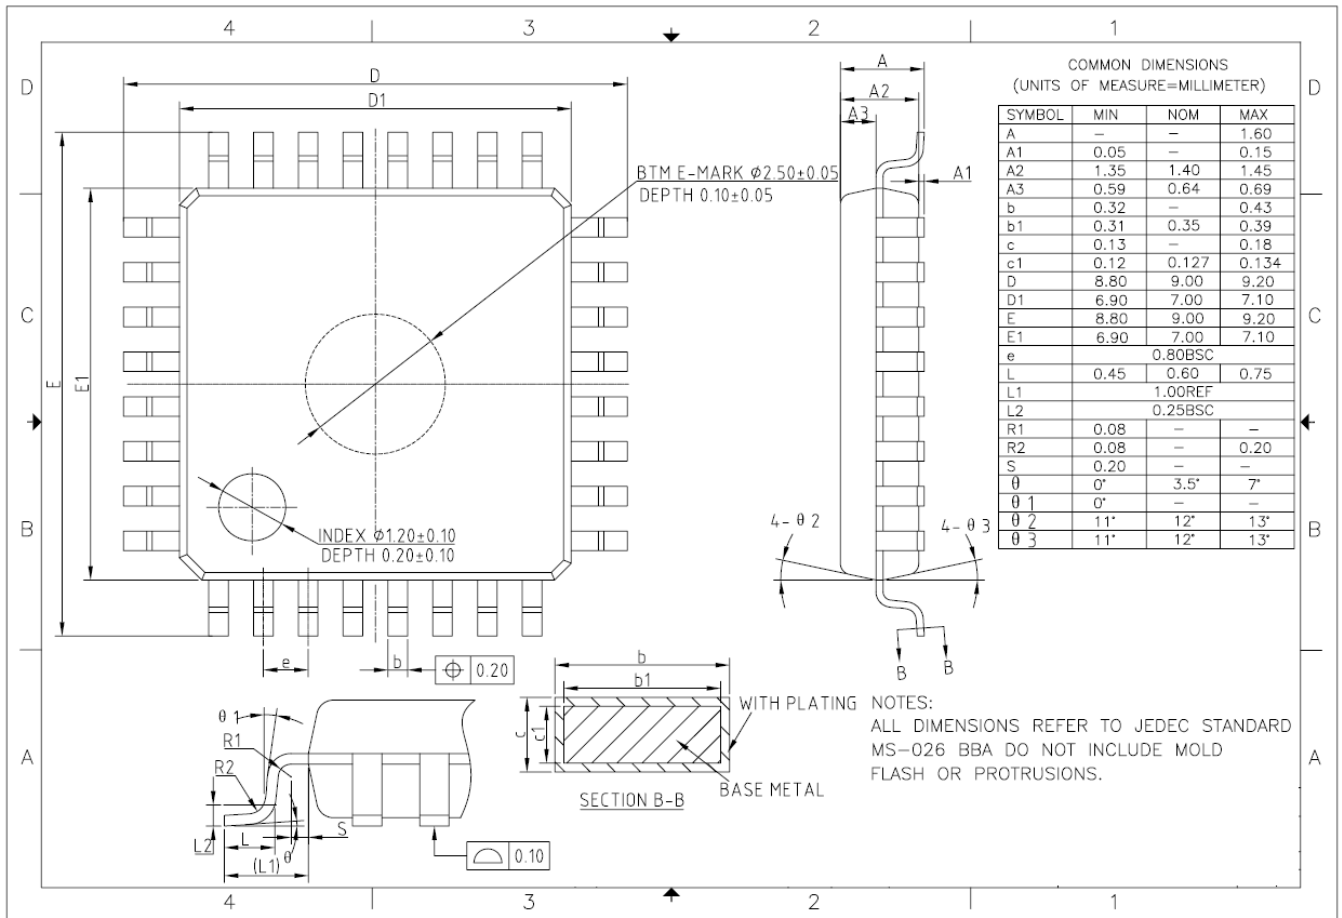 4 3 2 1
D D
C C
B B
A A
D
D1
E
E1
BTM E-MARK ϕ2.50±0.05
DEPTH 0.10±0.05
INDEX ϕ1.20±0.10
DEPTH 0.20±0.10
e
b
0.20
A
A2
A3
A1
4-θ2
4-θ3
B B
COMMON DIMENSIONS
(UNITS OF MEASURE=MILLIMETER)
SYMBOL MIN NOM MAX
A – – 1.60
A1 0.05 – 0.15
A2 1.35 1.40 1.45
A3 0.59 0.64 0.69
b 0.32 – 0.43
b1 0.31 0.35 0.39
c 0.13 – 0.18
c1 0.12 0.127 0.134
D 8.80 9.00 9.20
D1 6.90 7.00 7.10
E 8.80 9.00 9.20
E1 6.90 7.00 7.10
e 0.80BSC
L 0.45 0.60 0.75
L1 1.00REF
L2 0.25BSC
R1 0.08 – –
R2 0.08 – 0.20
S 0.20 – –
θ 0° 3.5° 7°
θ1 0° – –
θ2 11° 12° 13°
θ3 11° 12° 13°
θ1
R1
R2
L2
L
(L1)
θ
S
0.10
b
b1
c
c1
WITH PLATING
BASE METAL
SECTION B-B
NOTES:
ALL DIMENSIONS REFER TO JEDEC STANDARD
MS-026 BBA DO NOT INCLUDE MOLD
FLASH OR PROTRUSIONS.
4 3 2 1